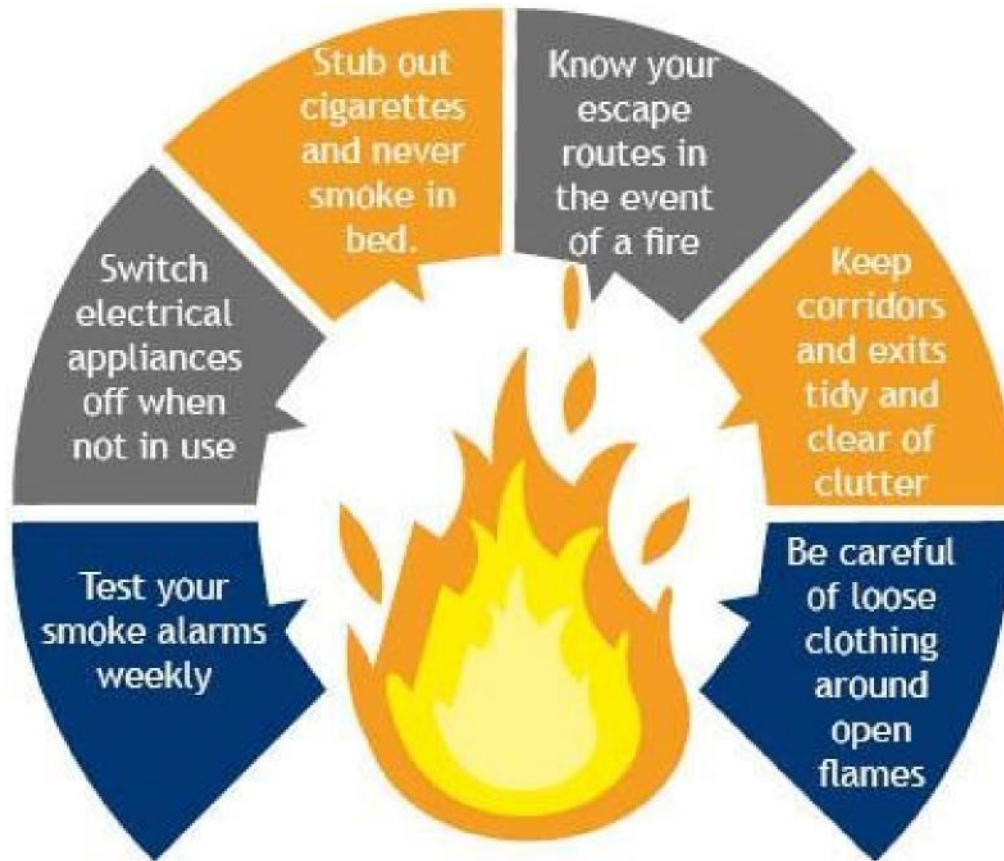 Stub out
cigarettes
and never
smoke in
bed.
Know your
escape
routes in
the event
of a fire
Switch
electrical
appliances
off when
not in use
Keep
corridors
and exits
tidy and
clear of
clutter
Test your
smoke alarms
weekly
Be careful
of loose
clothing
around
open
flames